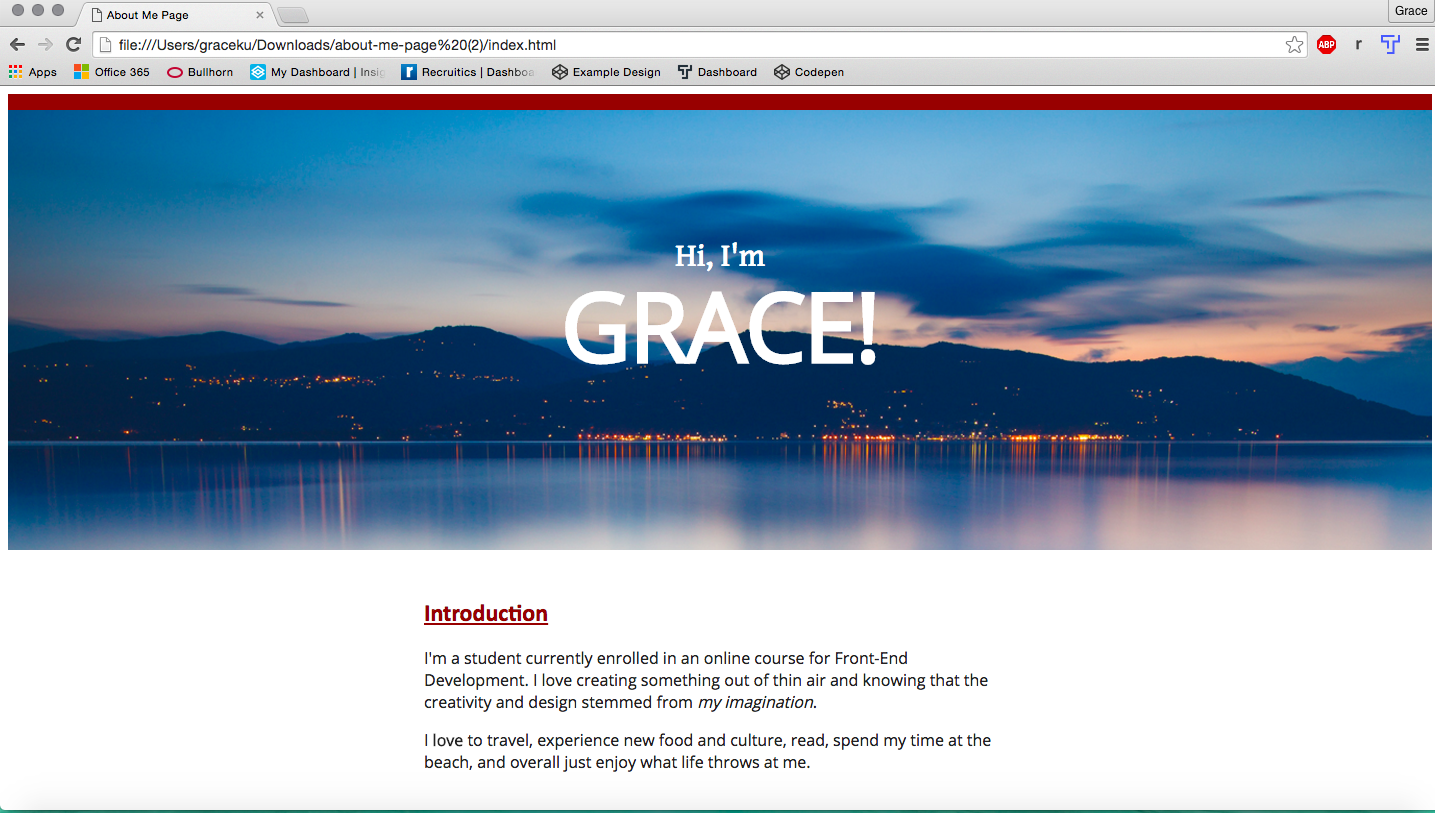 About Me Page
Grace
file:///Users/graceku/Downloads/about-me-page%20(2)/index.html
ABP
r
Apps
Office 365
Bullhorn
My Dashboard | Insig
r
Recruitics | Dashboa
Example Design
Dashboard
Codepen
Hi, I'm
GRACE!
Introduction
I'm a student currently enrolled in an online course for Front-End
Development. I love creating something out of thin air and knowing that the
creativity and design stemmed from my imagination.
I love to travel, experience new food and culture, read, spend my time at the
beach, and overall just enjoy what life throws at me.